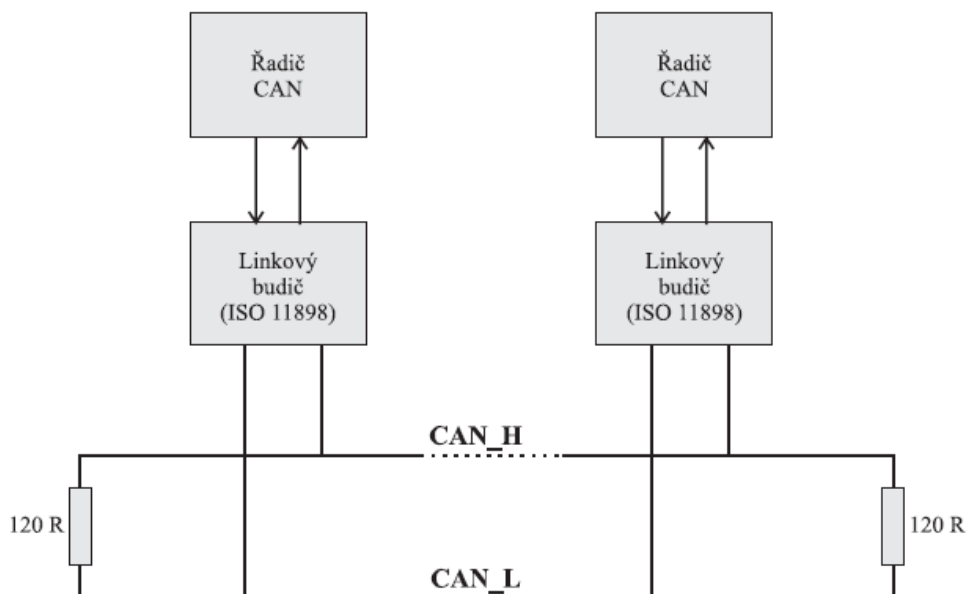 Řadič
CAN
Řadič
CAN
Linkový
budič
(ISO 11898)
Linkový
budič
(ISO 11898)
CAN_H
120 R
120 R
CAN_L